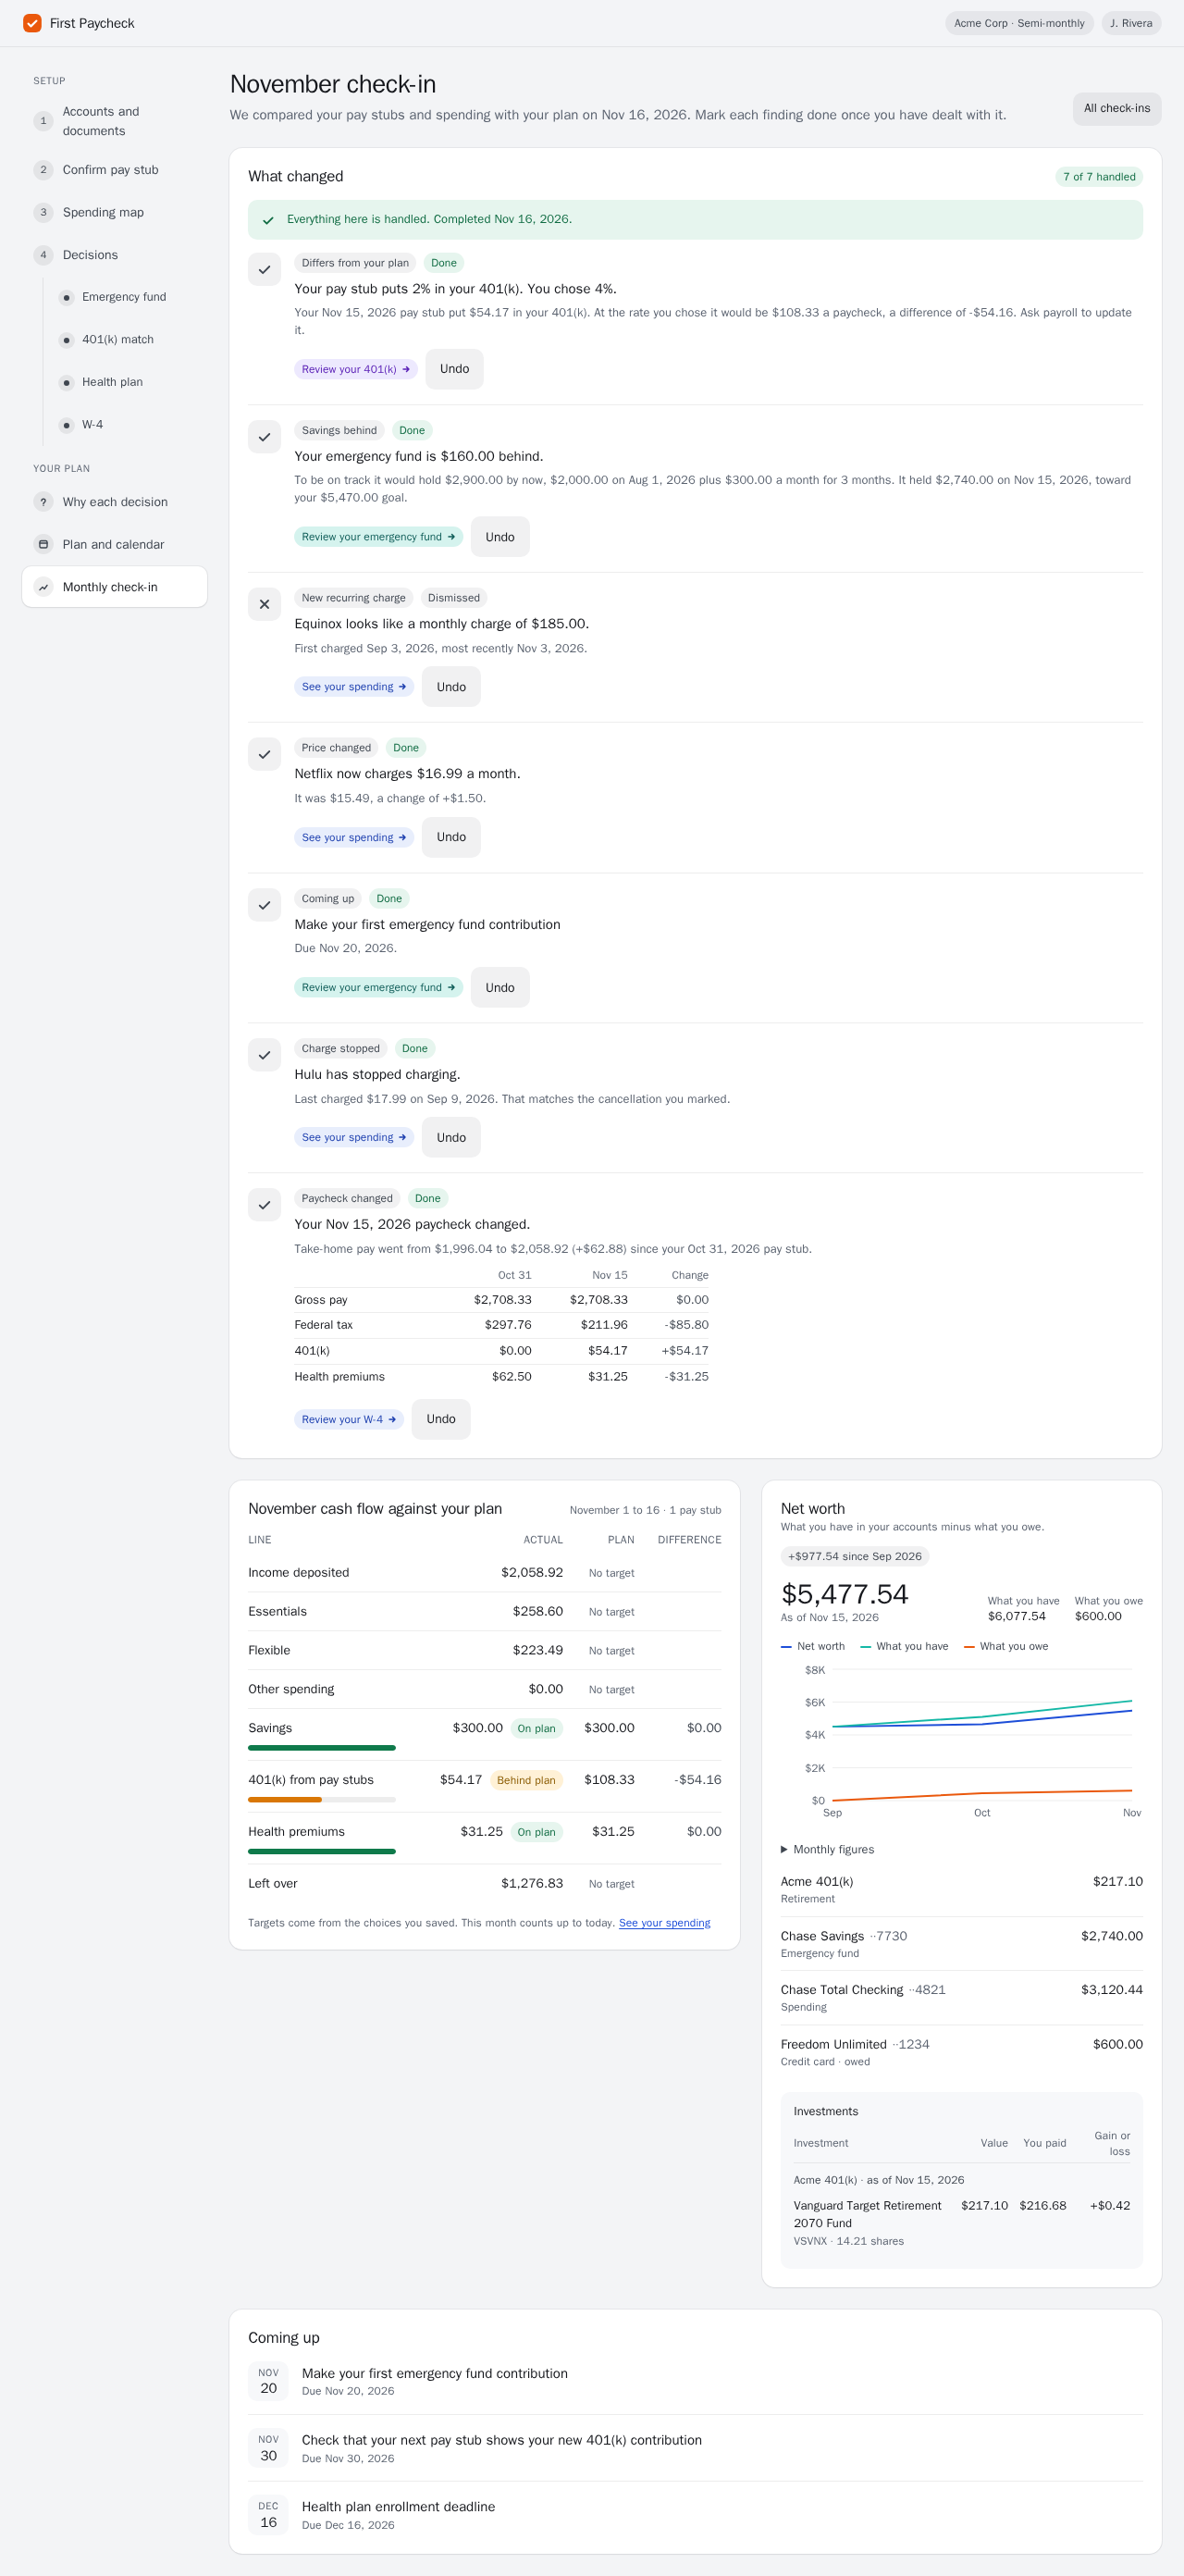 First Paycheck
Acme Corp · Semi-monthly
J. Rivera
SETUP
1
Accounts and
documents
2
Confirm pay stub
3
Spending map
4
Decisions
Emergency fund
401(k) match
Health plan
W-4
YOUR PLAN
?
Why each decision
Plan and calendar
Monthly check-in
November check-in
We compared your pay stubs and spending with your plan on Nov 16, 2026. Mark each finding done once you have dealt with it.
All check-ins
What changed
7 of 7 handled
Everything here is handled. Completed Nov 16, 2026.
Differs from your plan
Done
Your pay stub puts 2% in your 401(k). You chose 4%.
Your Nov 15, 2026 pay stub put $54.17 in your 401(k). At the rate you chose it would be $108.33 a paycheck, a difference of -$54.16. Ask payroll to update
it.
Review your 401(k) →
Undo
Savings behind
Done
Your emergency fund is $160.00 behind.
To be on track it would hold $2,900.00 by now, $2,000.00 on Aug 1, 2026 plus $300.00 a month for 3 months. It held $2,740.00 on Nov 15, 2026, toward
your $5,470.00 goal.
Review your emergency fund →
Undo
New recurring charge
Dismissed
Equinox looks like a monthly charge of $185.00.
First charged Sep 3, 2026, most recently Nov 3, 2026.
See your spending →
Undo
Price changed
Done
Netflix now charges $16.99 a month.
It was $15.49, a change of +$1.50.
See your spending →
Undo
Coming up
Done
Make your first emergency fund contribution
Due Nov 20, 2026.
Review your emergency fund →
Undo
Charge stopped
Done
Hulu has stopped charging.
Last charged $17.99 on Sep 9, 2026. That matches the cancellation you marked.
See your spending →
Undo
Paycheck changed
Done
Your Nov 15, 2026 paycheck changed.
Take-home pay went from $1,996.04 to $2,058.92 (+$62.88) since your Oct 31, 2026 pay stub.
Oct 31 Nov 15 Change
Gross pay $2,708.33 $2,708.33 $0.00
Federal tax $297.76 $211.96 -$85.80
401(k) $0.00 $54.17 +$54.17
Health premiums $62.50 $31.25 -$31.25
Review your W-4 →
Undo
November cash flow against your plan
November 1 to 16 · 1 pay stub
LINE ACTUAL PLAN DIFFERENCE
Income deposited $2,058.92 No target
Essentials $258.60 No target
Flexible $223.49 No target
Other spending $0.00 No target
Savings $300.00 On plan $300.00 $0.00
401(k) from pay stubs $54.17 Behind plan $108.33 -$54.16
Health premiums $31.25 On plan $31.25 $0.00
Left over $1,276.83 No target
Targets come from the choices you saved. This month counts up to today. See your spending
Net worth
What you have in your accounts minus what you owe.
+$977.54 since Sep 2026
$5,477.54
As of Nov 15, 2026
What you have
$6,077.54
What you owe
$600.00
Net worth
What you have
What you owe
$8K
$6K
$4K
$2K
$0
Sep Oct Nov
Monthly figures
Acme 401(k) $217.10
Retirement
Chase Savings ··7730 $2,740.00
Emergency fund
Chase Total Checking ··4821 $3,120.44
Spending
Freedom Unlimited ··1234 $600.00
Credit card · owed
Investments
Investment Value You paid Gain or
loss
Acme 401(k) · as of Nov 15, 2026
Vanguard Target Retirement $217.10 $216.68 +$0.42
2070 Fund
VSVNX · 14.21 shares
Coming up
NOV
20
Make your first emergency fund contribution
Due Nov 20, 2026
NOV
30
Check that your next pay stub shows your new 401(k) contribution
Due Nov 30, 2026
DEC
16
Health plan enrollment deadline
Due Dec 16, 2026